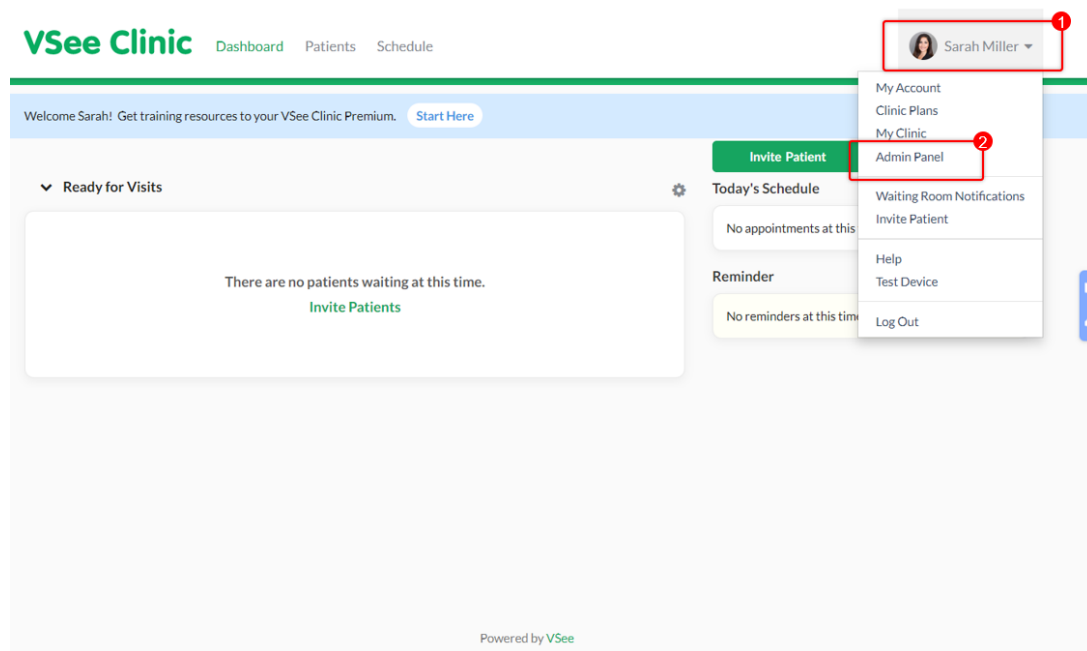 VSee Clinic Dashboard Patients Schedule
1
Sarah Miller
My Account
Clinic Plans
My Clinic
2
Admin Panel
Waiting Room Notifications
Invite Patient
Help
Test Device
Log Out
Welcome Sarah! Get training resources to your VSee Clinic Premium. Start Here
Ready for Visits
There are no patients waiting at this time.
Invite Patients
Invite Patient
Today's Schedule
No appointments at this
Reminder
No reminders at this time
Powered by VSee